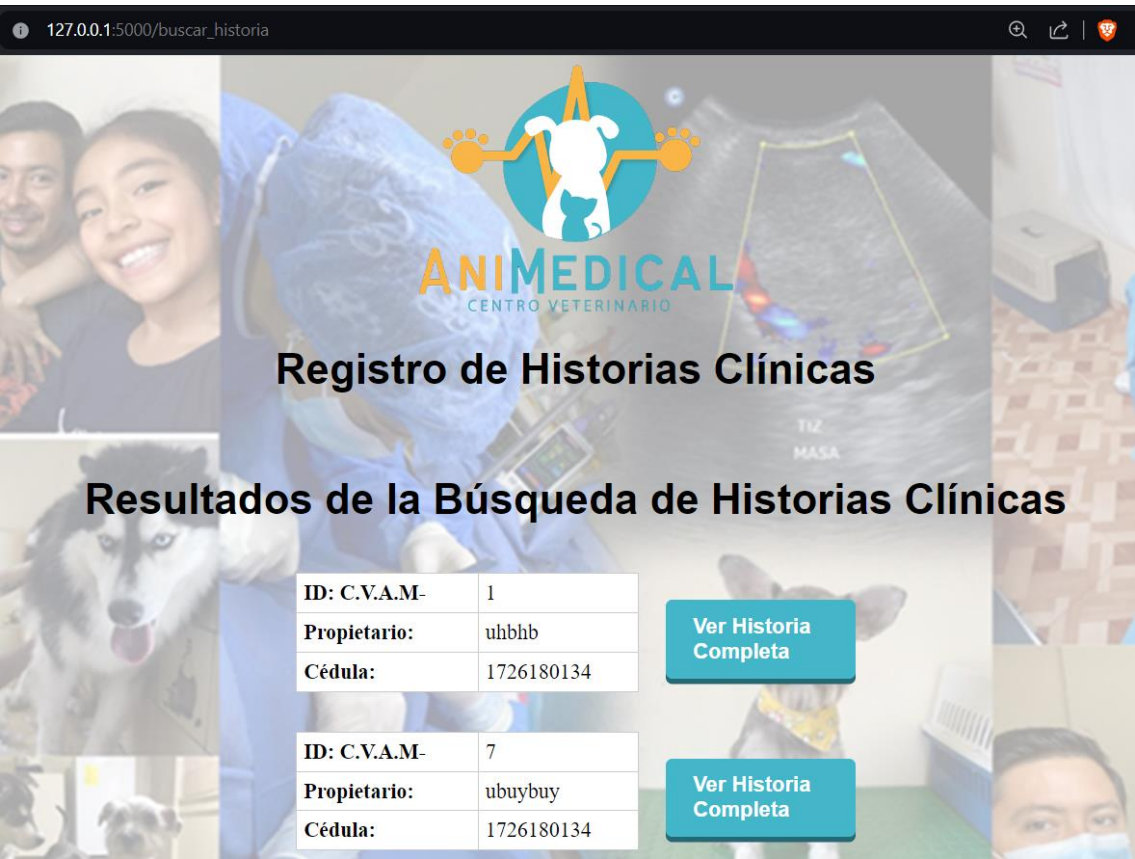 127.0.0.1:5000/buscar_historia
ANIMEDICAL
CENTRO VETERINARIO
Registro de Historias Clínicas
TIZ
MASA
Resultados de la Búsqueda de Historias Clínicas
ID: C.V.A.M- 1
Propietario: uhbhb
Cédula: 1726180134
Ver Historia
Completa
ID: C.V.A.M- 7
Propietario: ubuybuy
Cédula: 1726180134
Ver Historia
Completa